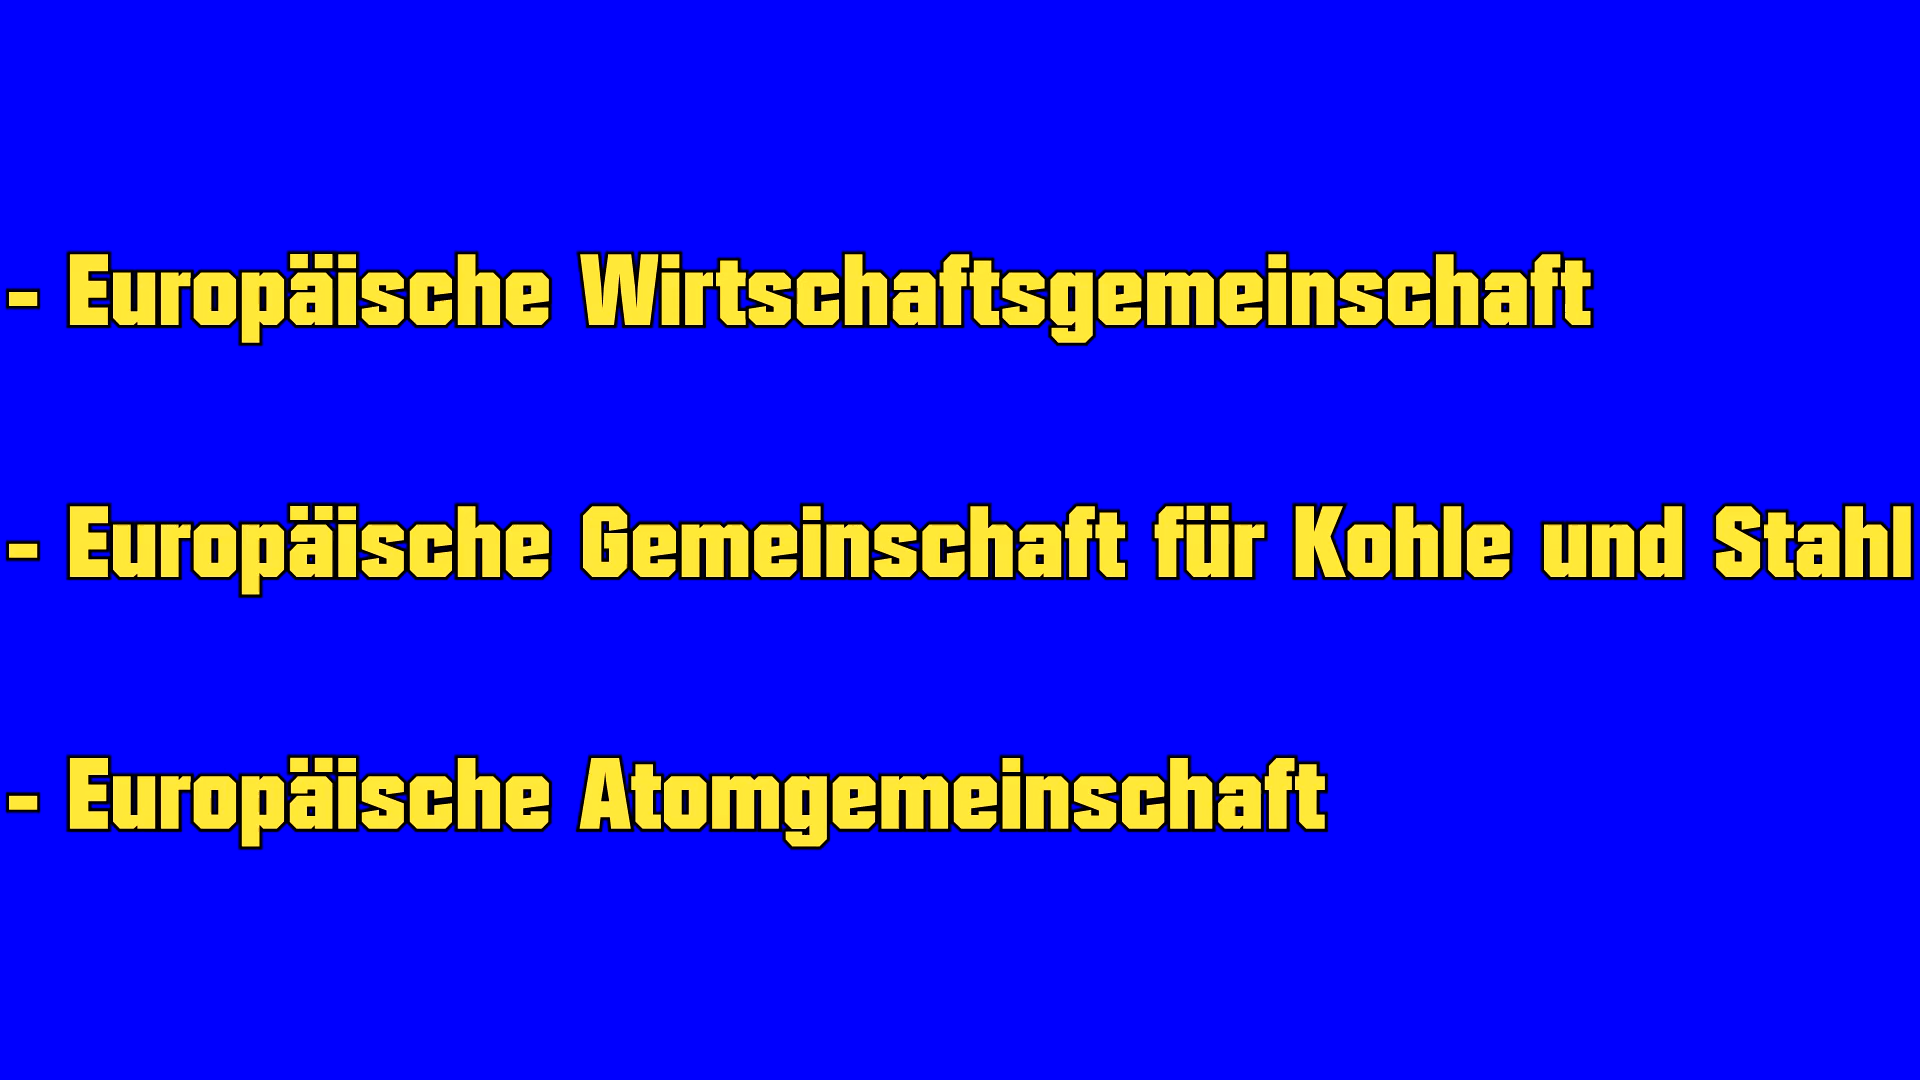 - Europäische Wirtschaftsgemeinschaft
- Europäische Gemeinschaft für Kohle und Stahl
- Europäische Atomgemeinschaft